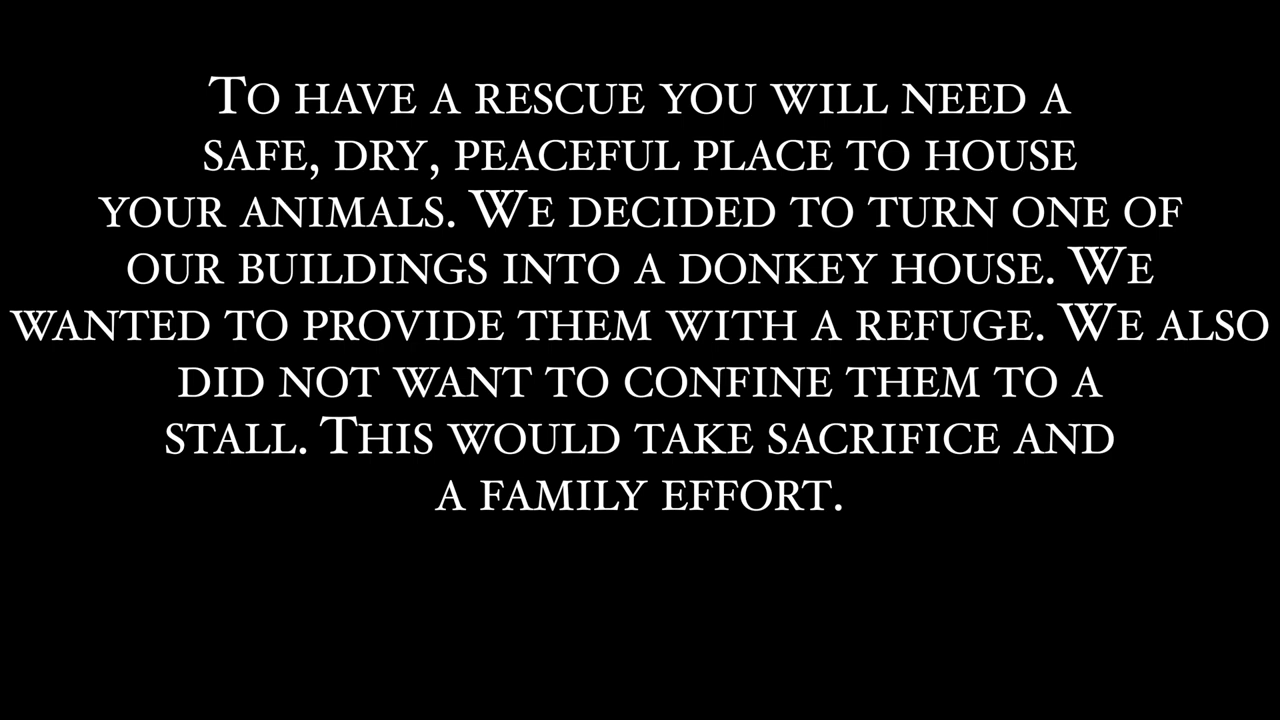 To have a rescue you will need a
safe, dry, peaceful place to house
your animals. We decided to turn one of
our buildings into a donkey house. We
wanted to provide them with a refuge. We also
did not want to confine them to a
stall. This would take sacrifice and
a family effort.